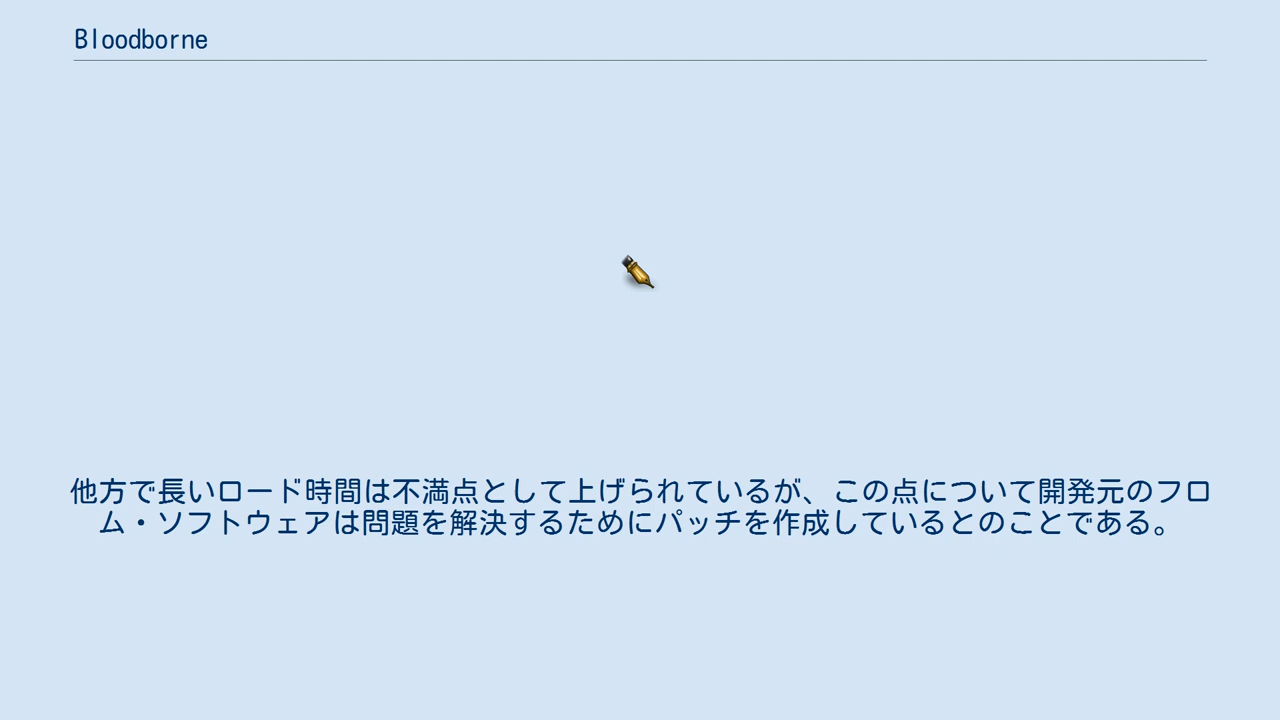 Bloodborne
他方で長いロード時間は不満点として上げられているが、この点について開発元のフロ
ム・ソフトウェアは問題を解決するためにパッチを作成しているとのことである。